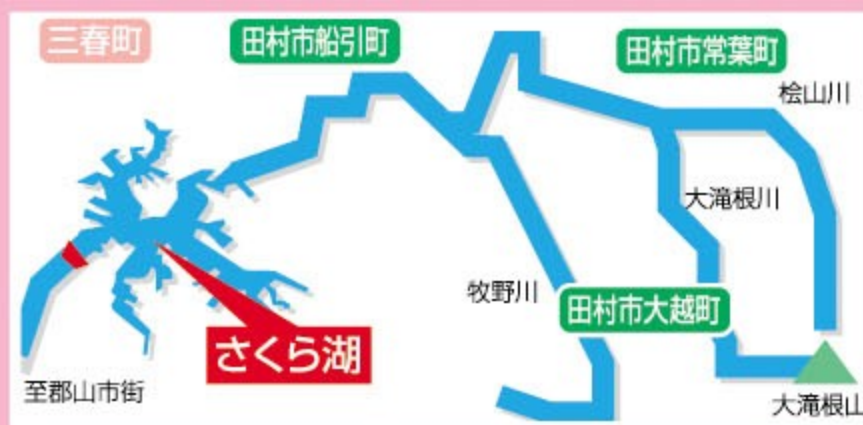 三春町
田村市船引町
田村市常葉町
桧山川
大滝根川
牧野川
田村市大越町
さくら湖
至郡山市街
大滝根山